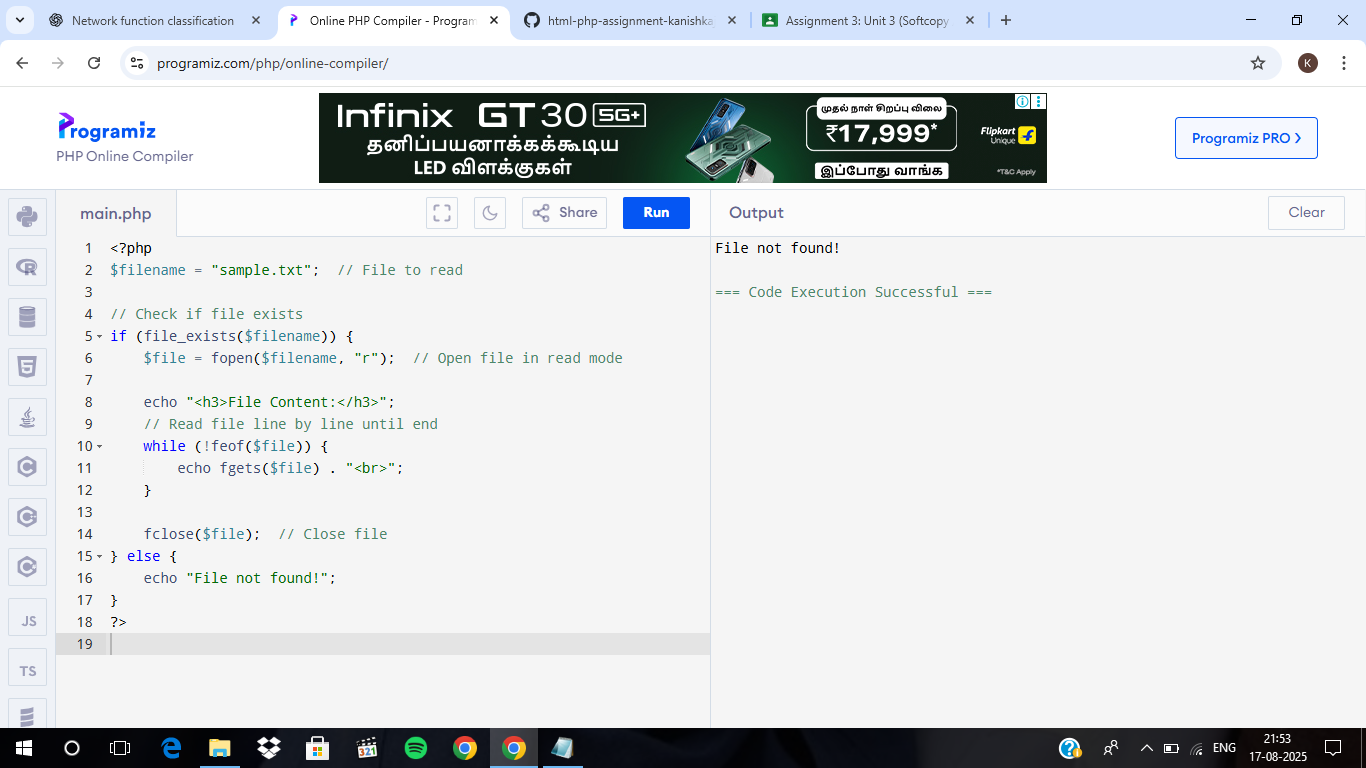 Network function classification
Online PHP Compiler - Program
html-php-assignment-kanishka
Assignment 3: Unit 3 (Softcopy
programiz.com/php/online-compiler/
K
Programiz
PHP Online Compiler
Infinix GT 30 5G+
தனிப்பயனாக்கக்கூடிய
LED விளக்குகள்
முதல் நாள் சிறப்பு விலை
₹17,999*
இப்போது வாங்க
Flipkart
Unique
*T&C Apply
Programiz PRO >
main.php
Share
Run
Output
Clear
1 <?php
2 $filename = "sample.txt";  // File to read
3
4 // Check if file exists
5 if (file_exists($filename)) {
6     $file = fopen($filename, "r");  // Open file in read mode
7
8     echo "<h3>File Content:</h3>";
9     // Read file line by line until end
10     while (!feof($file)) {
11         echo fgets($file) . "<br>";
12     }
13
14     fclose($file);  // Close file
15 } else {
16     echo "File not found!";
17 }
18 ?>
19
File not found!
=== Code Execution Successful ===
JS
TS
321
ENG
21:53
17-08-2025